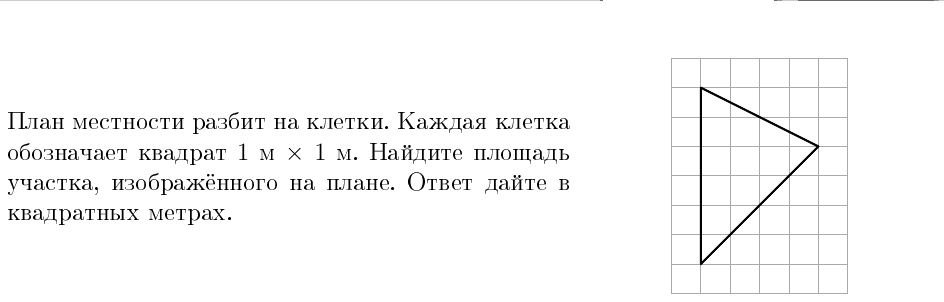 План местности разбит на клетки. Каждая клетка
обозначает квадрат 1 м × 1 м. Найдите площадь
участка, изображённого на плане. Ответ дайте в
квадратных метрах.